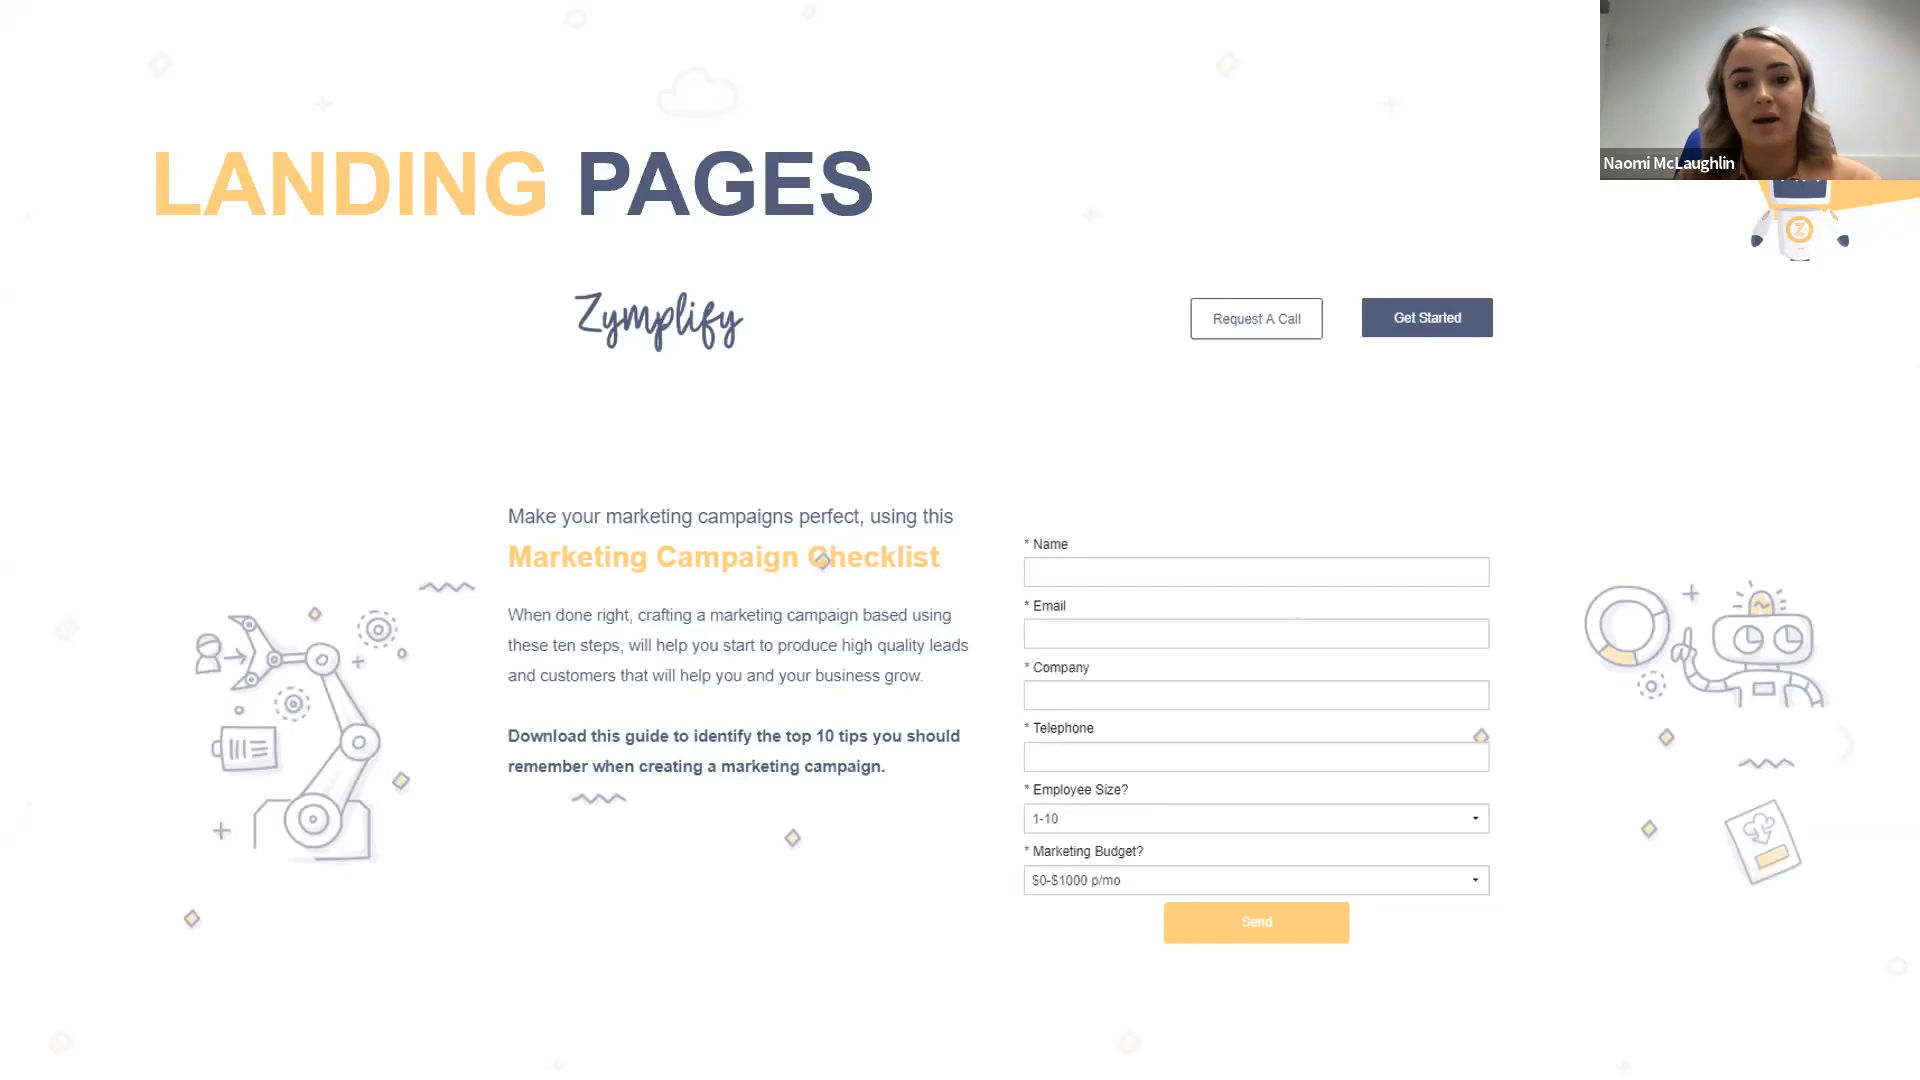 LANDING PAGES
Naomi McLaughlin
Z
Zymplify
Request A Call
Get Started
Make your marketing campaigns perfect, using this
Marketing Campaign Checklist
When done right, crafting a marketing campaign based using
these ten steps, will help you start to produce high quality leads
and customers that will help you and your business grow.
Download this guide to identify the top 10 tips you should
remember when creating a marketing campaign.
* Name
* Email
* Company
* Telephone
* Employee Size?
1-10
* Marketing Budget?
$0-$1000 p/mo
Send